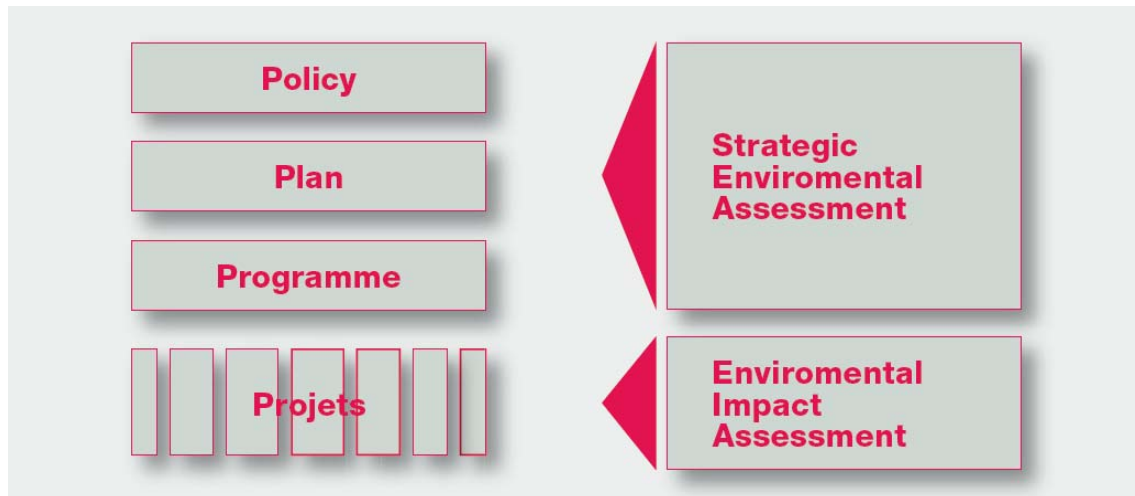 Policy
Plan
Programme
Projets
Strategic
Enviromental
Assessment
Enviromental
Impact
Assessment